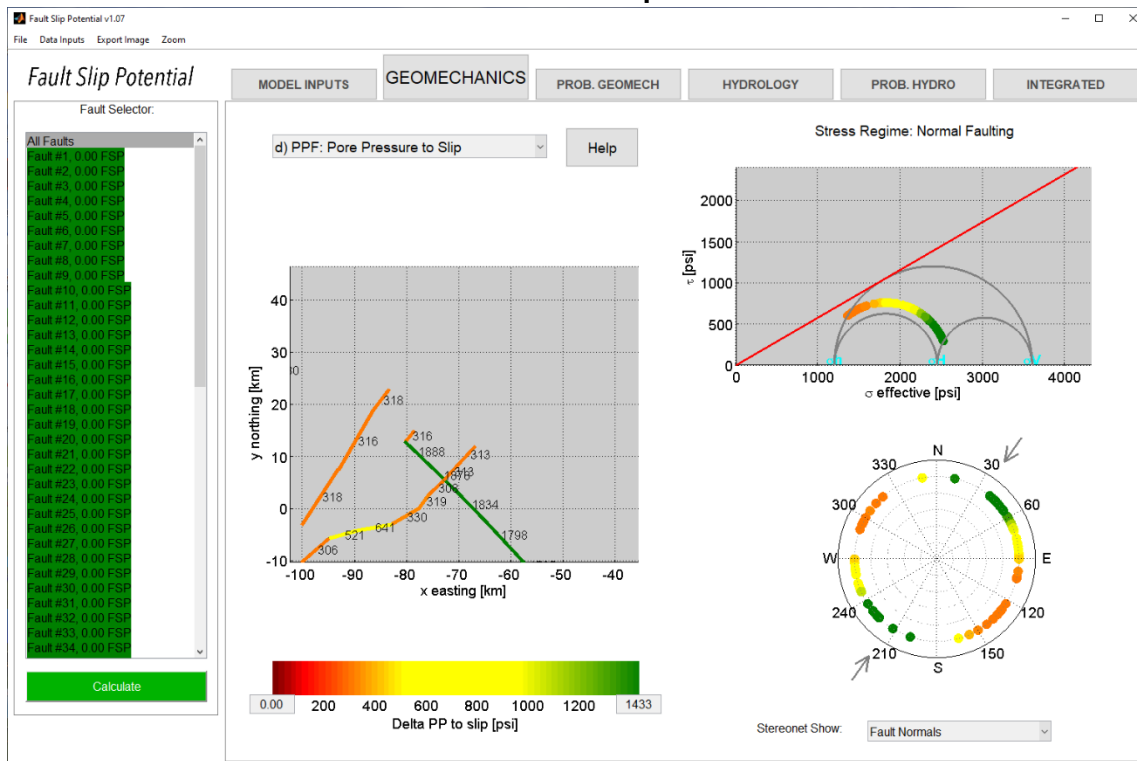 Fault Slip Potential v1.07
File Data Inputs Export Image Zoom
Fault Slip Potential
MODEL INPUTS
GEOMECHANICS
PROB. GEOMECH
HYDROLOGY
PROB. HYDRO
INTEGRATED
Fault Selector:
All Faults
Fault #1, 0.00 FSP
Fault #2, 0.00 FSP
Fault #3, 0.00 FSP
Fault #4, 0.00 FSP
Fault #5, 0.00 FSP
Fault #6, 0.00 FSP
Fault #7, 0.00 FSP
Fault #8, 0.00 FSP
Fault #9, 0.00 FSP
Fault #10, 0.00 FSP
Fault #11, 0.00 FSP
Fault #12, 0.00 FSP
Fault #13, 0.00 FSP
Fault #14, 0.00 FSP
Fault #15, 0.00 FSP
Fault #16, 0.00 FSP
Fault #17, 0.00 FSP
Fault #18, 0.00 FSP
Fault #19, 0.00 FSP
Fault #20, 0.00 FSP
Fault #21, 0.00 FSP
Fault #22, 0.00 FSP
Fault #23, 0.00 FSP
Fault #24, 0.00 FSP
Fault #25, 0.00 FSP
Fault #26, 0.00 FSP
Fault #27, 0.00 FSP
Fault #28, 0.00 FSP
Fault #29, 0.00 FSP
Fault #30, 0.00 FSP
Fault #31, 0.00 FSP
Fault #32, 0.00 FSP
Fault #33, 0.00 FSP
Fault #34, 0.00 FSP
Calculate
d) PPF: Pore Pressure to Slip
Help
y northing [km]
40
30
20
10
0
-10
-100 -90 -80 -70 -60 -50 -40
x easting [km]
318
316
318
316
1888
313
1834
1798
319
330
641
521
306
0.00 200 400 600 800 1000 1200 1433
Delta PP to slip [psi]
Stress Regime: Normal Faulting
τ [psi]
2000
1500
1000
500
0
0 1000 2000 3000 4000
σ effective [psi]
N
30
60
E
120
150
S
210
240
W
300
330
Stereonet Show:
Fault Normals